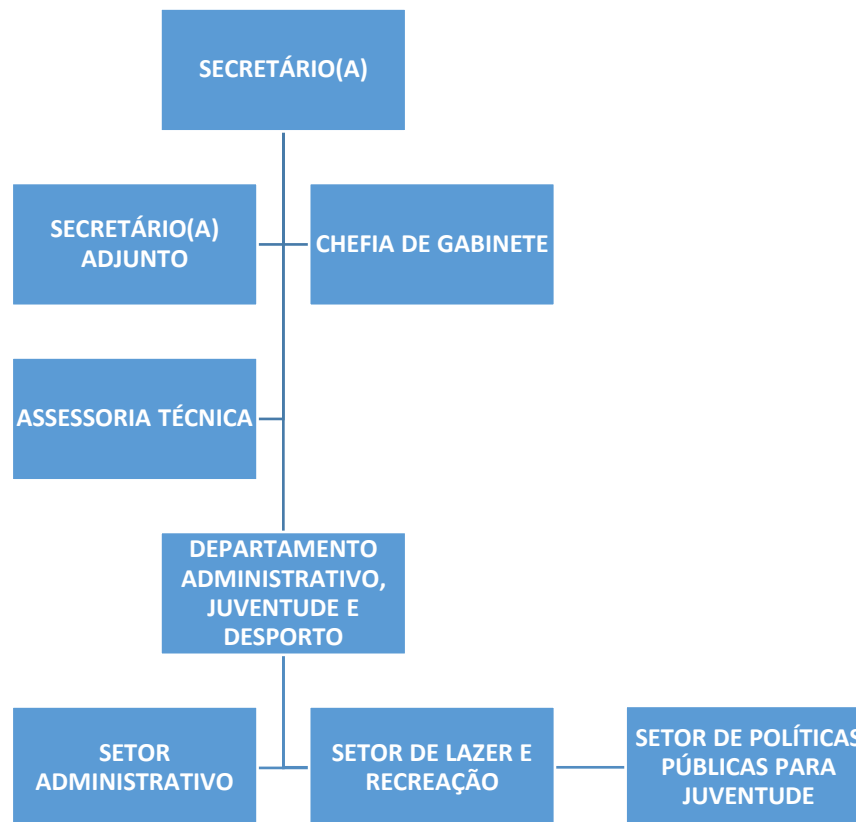 SECRETÁRIO(A)
SECRETÁRIO(A)
ADJUNTO
CHEFIA DE GABINETE
ASSESSORIA TÉCNICA
DEPARTAMENTO
ADMINISTRATIVO,
JUVENTUDE E
DESPORTO
SETOR
ADMINISTRATIVO
SETOR DE LAZER E
RECREAÇÃO
SETOR DE POLÍTICAS
PÚBLICAS PARA
JUVENTUDE